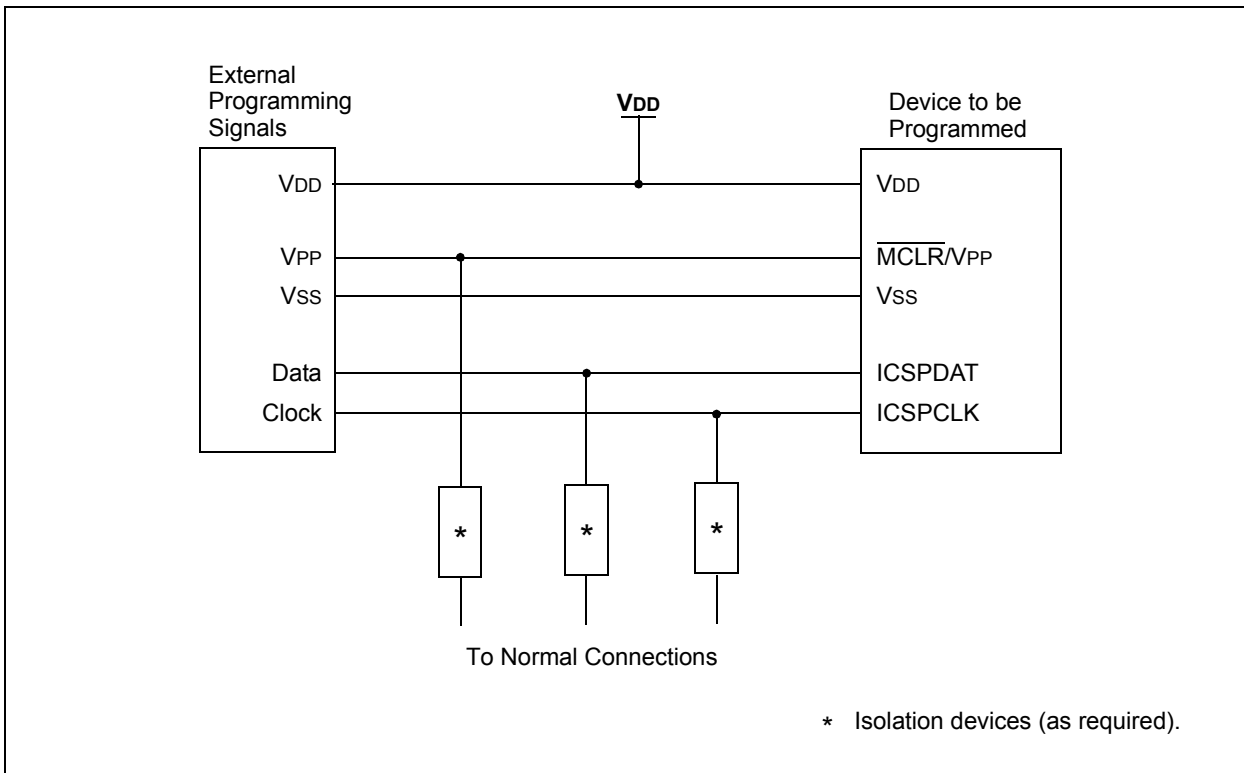 External
Programming
Signals
VDD
Device to be
Programmed
VDD
VDD
VPP
MCLR/VPP
VSS
VSS
Data
ICSPDAT
Clock
ICSPCLK
*
*
*
To Normal Connections
* Isolation devices (as required).